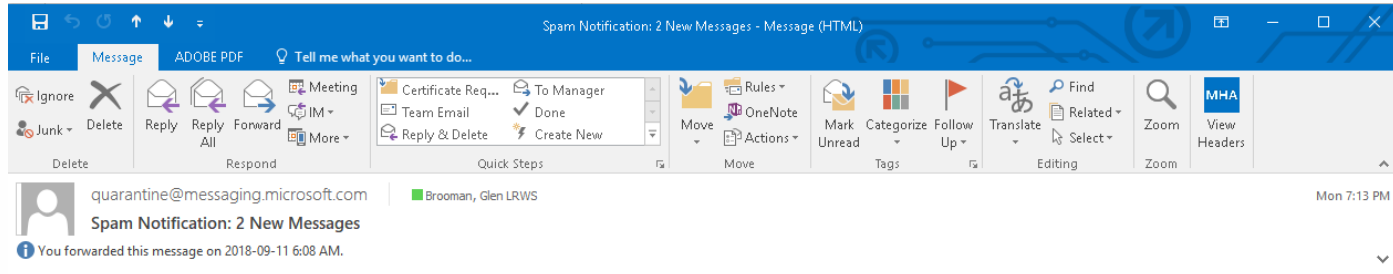 Spam Notification: 2 New Messages - Message (HTML)
File Message ADOBE PDF Tell me what you want to do...
Ignore
Junk
Delete
Delete
Reply
Reply All
Forward
Meeting
IM
More
Respond
Certificate Req... To Manager
Team Email Done
Reply & Delete Create New
Quick Steps
Move
Rules
OneNote
Actions
Move
Mark Unread
Categorize
Follow Up
Tags
Translate
Find
Related
Select
Editing
Zoom
Zoom
MHA
View Headers
quarantine@messaging.microsoft.com Brooman, Glen LRWS Mon 7:13 PM
Spam Notification: 2 New Messages
You forwarded this message on 2018-09-11 6:08 AM.